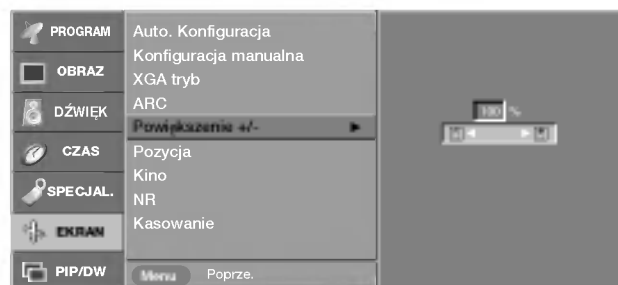 PROGRAM
OBRAZ
DŹWIĘK
CZAS
SPECJAL.
EKRAN
PIP/DW
Auto. Konfiguracja
Konfiguracja manualna
XGA tryb
ARC
Powiększenie +/-
Pozycja
Kino
NR
Kasowanie
Menu Poprze.
100 %